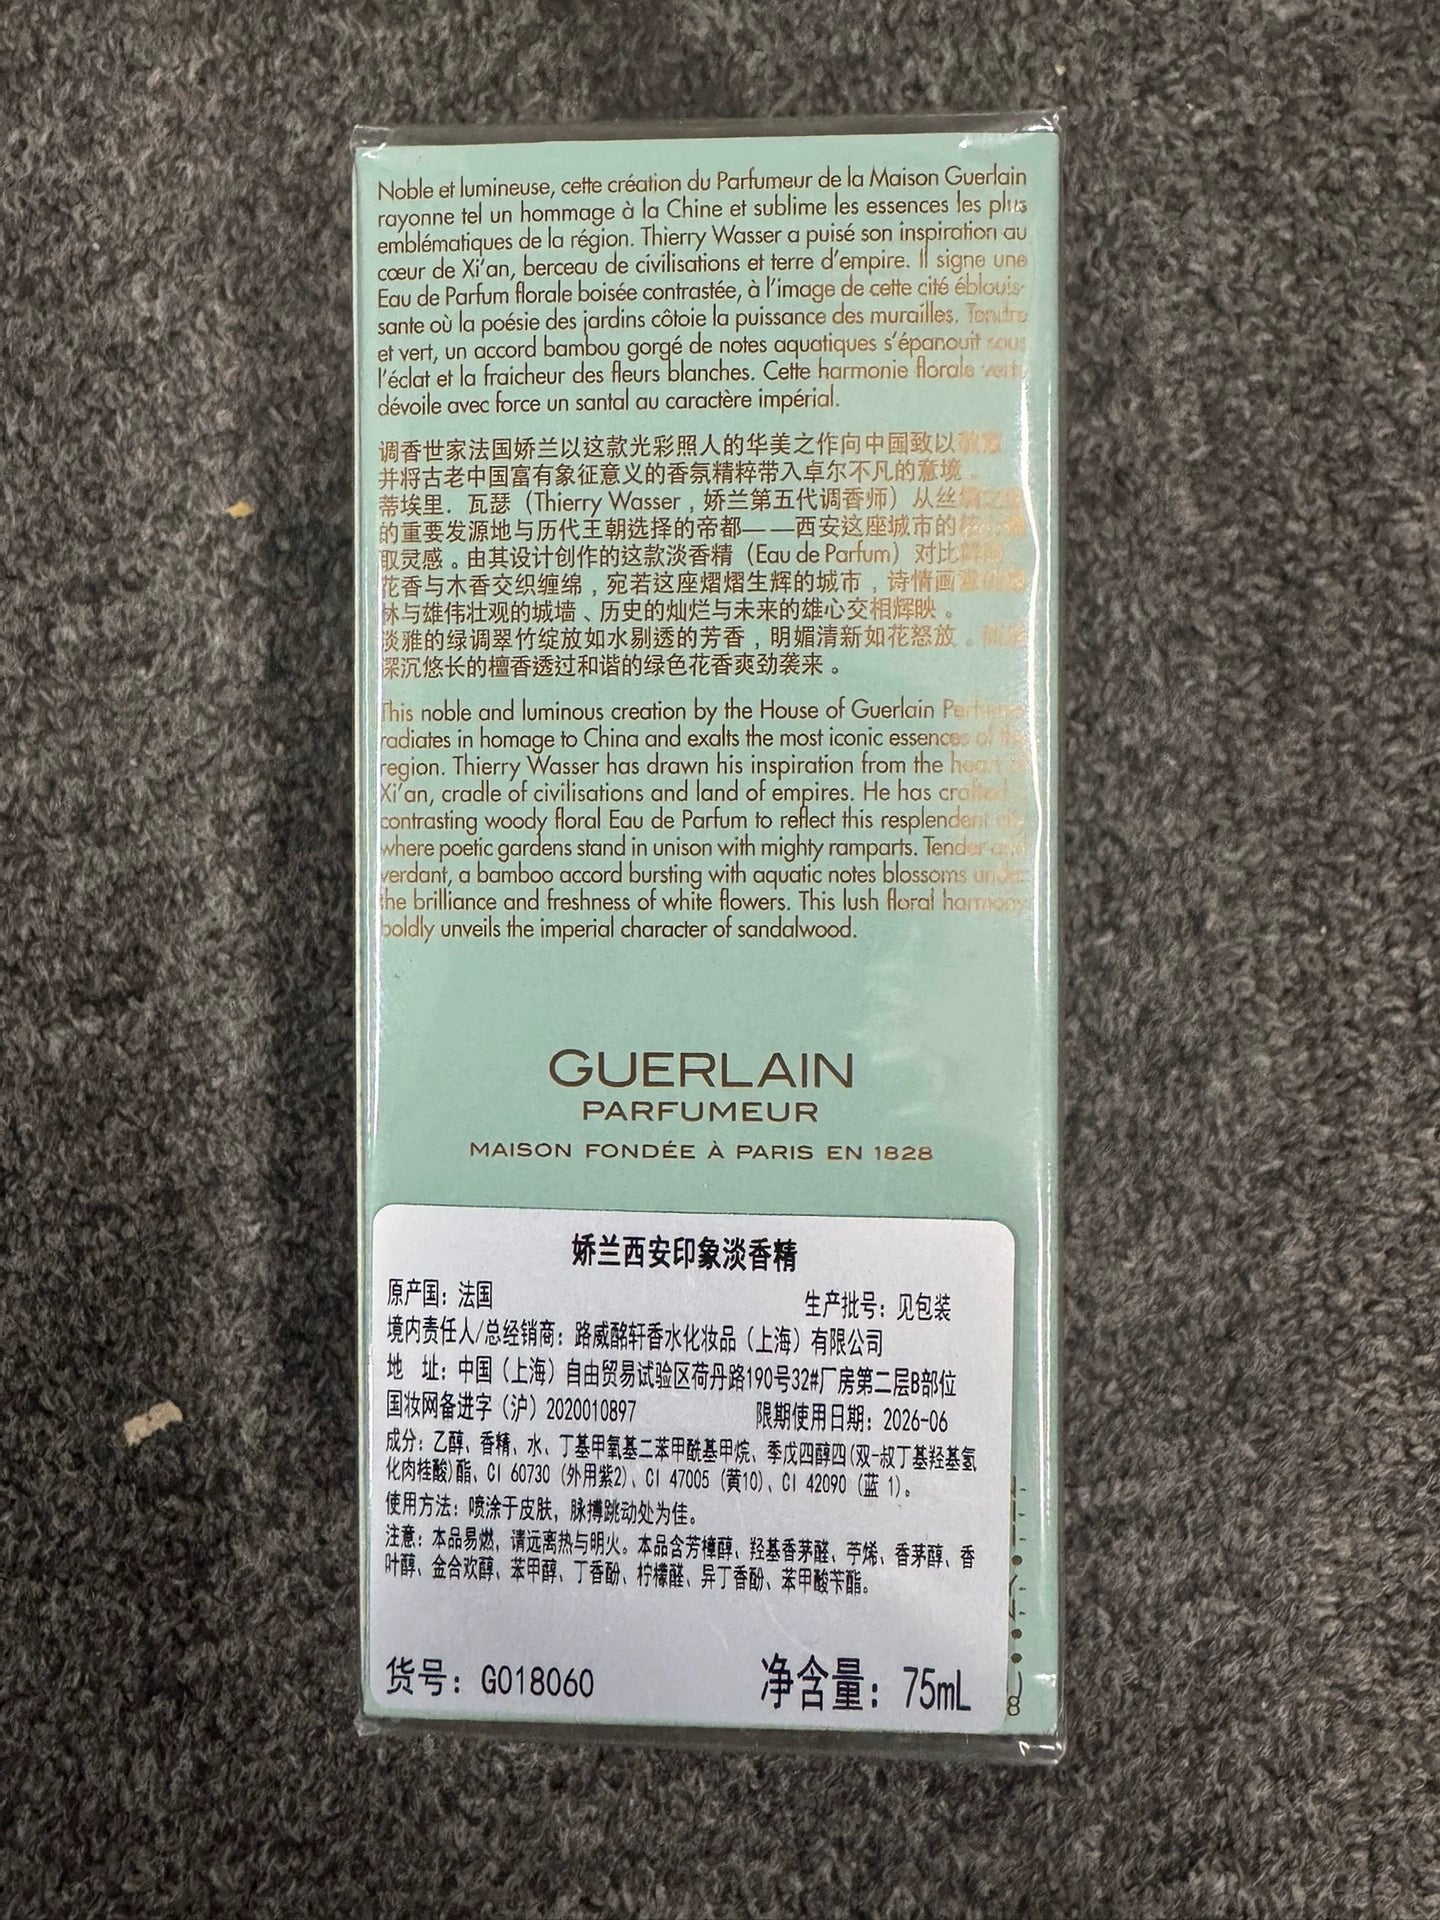 Noble et lumineuse, cette création du Parfumeur de la Maison Guerlain
rayonne tel un hommage à la Chine et sublime les essences les plus
emblématiques de la région. Thierry Wasser a puisé son inspiration au
cœur de Xi'an, berceau de civilisations et terre d'empire. Il signe une
Eau de Parfum florale boisée contrastée, à l'image de cette cité éblouis-
sante où la poésie des jardins côtoie la puissance des murailles. Tendre
et vert, un accord bambou gorgé de notes aquatiques s'épanouit sous
l'éclat et la fraicheur des fleurs blanches. Cette harmonie florale verte
dévoile avec force un santal au caractère impérial.
调香世家法国娇兰以这款光彩照人的华美之作向中国致以敬意
并将古老中国富有象征意义的香氛精粹带入卓尔不凡的意境。
蒂埃里．瓦瑟（Thierry Wasser，娇兰第五代调香师）从丝
的重要发源地与历代王朝选择的帝都——西安这座城市的
取灵感。由其设计创作的这款淡香精（Eau de Parfum）对比
花香与木香交织缠绵，宛若这座熠熠生辉的城市，诗情画
林与雄伟壮观的城墙、历史的灿烂与未来的雄心交相辉映。
淡雅的绿调翠竹绽放如水剔透的芳香，明媚清新如花怒放。
深沉悠长的檀香透过和谐的绿色花香爽劲袭来。
This noble and luminous creation by the House of Guerlain Perfumer
radiates in homage to China and exalts the most iconic essences of the
region. Thierry Wasser has drawn his inspiration from the heart of
Xi'an, cradle of civilisations and land of empires. He has crafted a
contrasting woody floral Eau de Parfum to reflect this resplendent city
where poetic gardens stand in unison with mighty ramparts. Tender and
verdant, a bamboo accord bursting with aquatic notes blossoms under
the brilliance and freshness of white flowers. This lush floral harmony
boldly unveils the imperial character of sandalwood.
GUERLAIN
PARFUMEUR
MAISON FONDÉE À PARIS EN 1828
娇兰西安印象淡香精
原产国：法国 生产批号：见包装
境内责任人/总经销商：路威酩轩香水化妆品（上海）有限公司
地 址：中国（上海）自由贸易试验区荷丹路190号32#厂房第二层B部位
国妆网备进字（沪）2020010897 限期使用日期：2026-06
成分：乙醇、香精、水、丁基甲氧基二苯甲酰基甲烷、季戊四醇四(双-叔丁基羟基氢
化肉桂酸)酯、CI 60730（外用紫2）、CI 47005（黄10）、CI 42090（蓝 1）。
使用方法：喷涂于皮肤，脉搏跳动处为佳。
注意：本品易燃，请远离热与明火。本品含芳樟醇、羟基香茅醛、苧烯、香茅醇、香
叶醇、金合欢醇、苯甲醇、丁香酚、柠檬醛、异丁香酚、苯甲酸苄酯。
货号：G018060 净含量：75mL
8